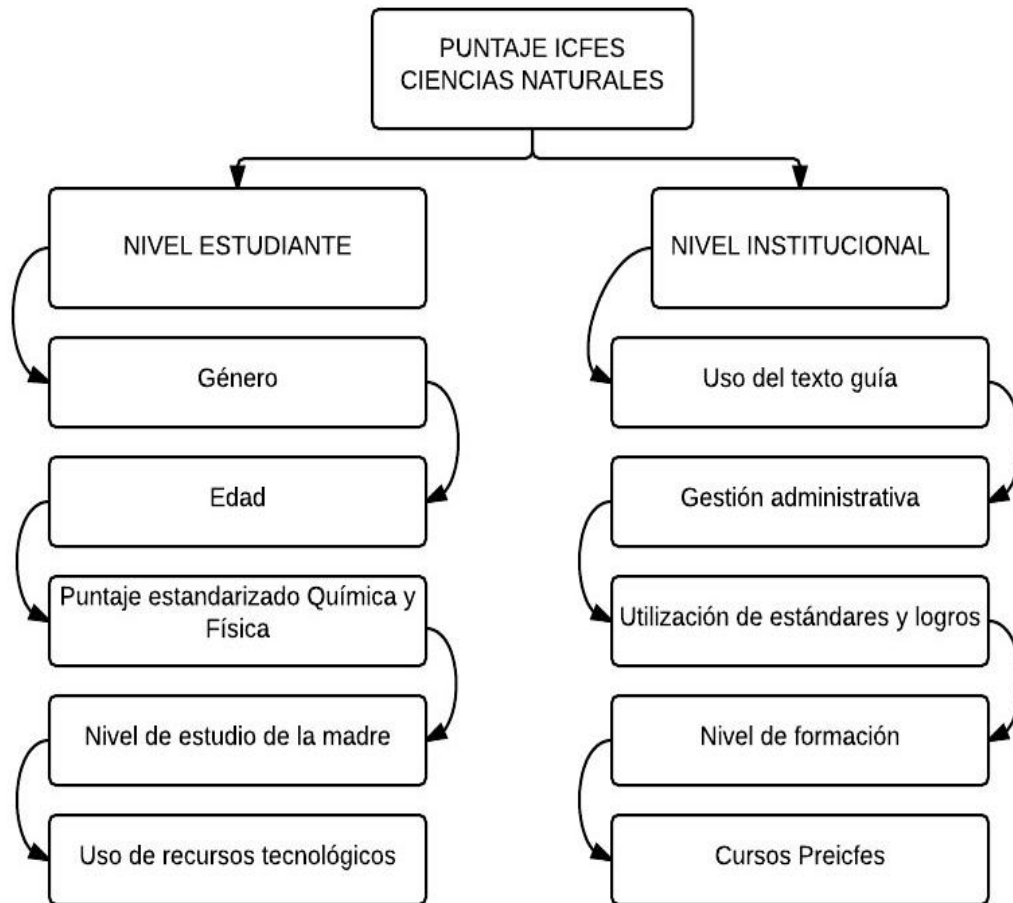 PUNTAJE ICFES
CIENCIAS NATURALES
NIVEL ESTUDIANTE
Género
Edad
Puntaje estandarizado Química y
Física
Nivel de estudio de la madre
Uso de recursos tecnológicos
NIVEL INSTITUCIONAL
Uso del texto guía
Gestión administrativa
Utilización de estándares y logros
Nivel de formación
Cursos Preicfes